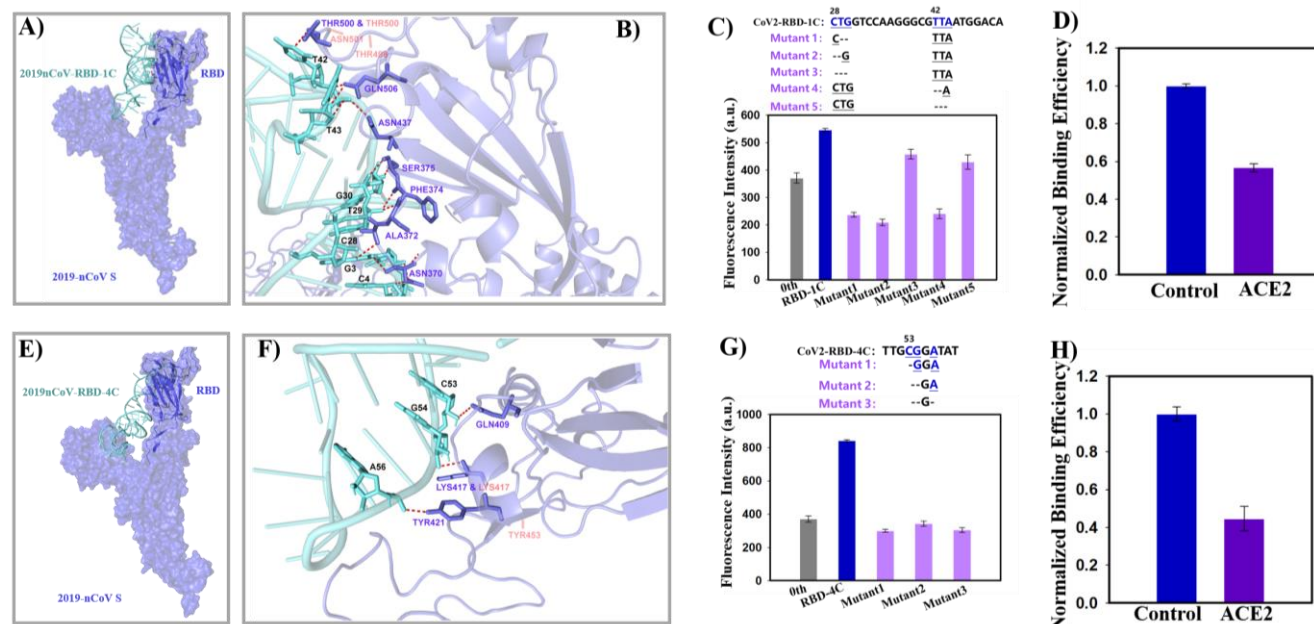 A)
2019nCoV-RBD-1C
RBD
2019-nCoV S
B)
THR500 & THR500
ASN501
THR489
T42
GLN506
T43
ASN437
SER375
PHE374
G30
T29
ALA372
C28
G3
ASN370
C4
C)
28 42
CoV2-RBD-1C: CTGGTCCAAGGGCGTTAATGGACA
Mutant 1: C-- TTA
Mutant 2: --G TTA
Mutant 3: --- TTA
Mutant 4: CTG --A
Mutant 5: CTG ---
Fluorescence Intensity (a.u.)
600
500
400
300
200
100
0
0th
RBD-1C
Mutant1
Mutant2
Mutant3
Mutant4
Mutant5
D)
Normalized Binding Efficiency
1.2
1.0
0.8
0.6
0.4
0.2
0.0
Control
ACE2
E)
2019nCoV-RBD-4C
RBD
2019-nCoV S
F)
C53
G54
GLN409
A56
LYS417 & LYS417
TYR421
TYR453
G)
53
CoV2-RBD-4C: TTGCGGATAT
Mutant 1: -GGA
Mutant 2: --GA
Mutant 3: --G-
Fluorescence Intensity (a.u.)
1000
800
600
400
200
0
0th
RBD-4C
Mutant1
Mutant2
Mutant3
H)
Normalized Binding Efficiency
1.2
1.0
0.8
0.6
0.4
0.2
0.0
Control
ACE2